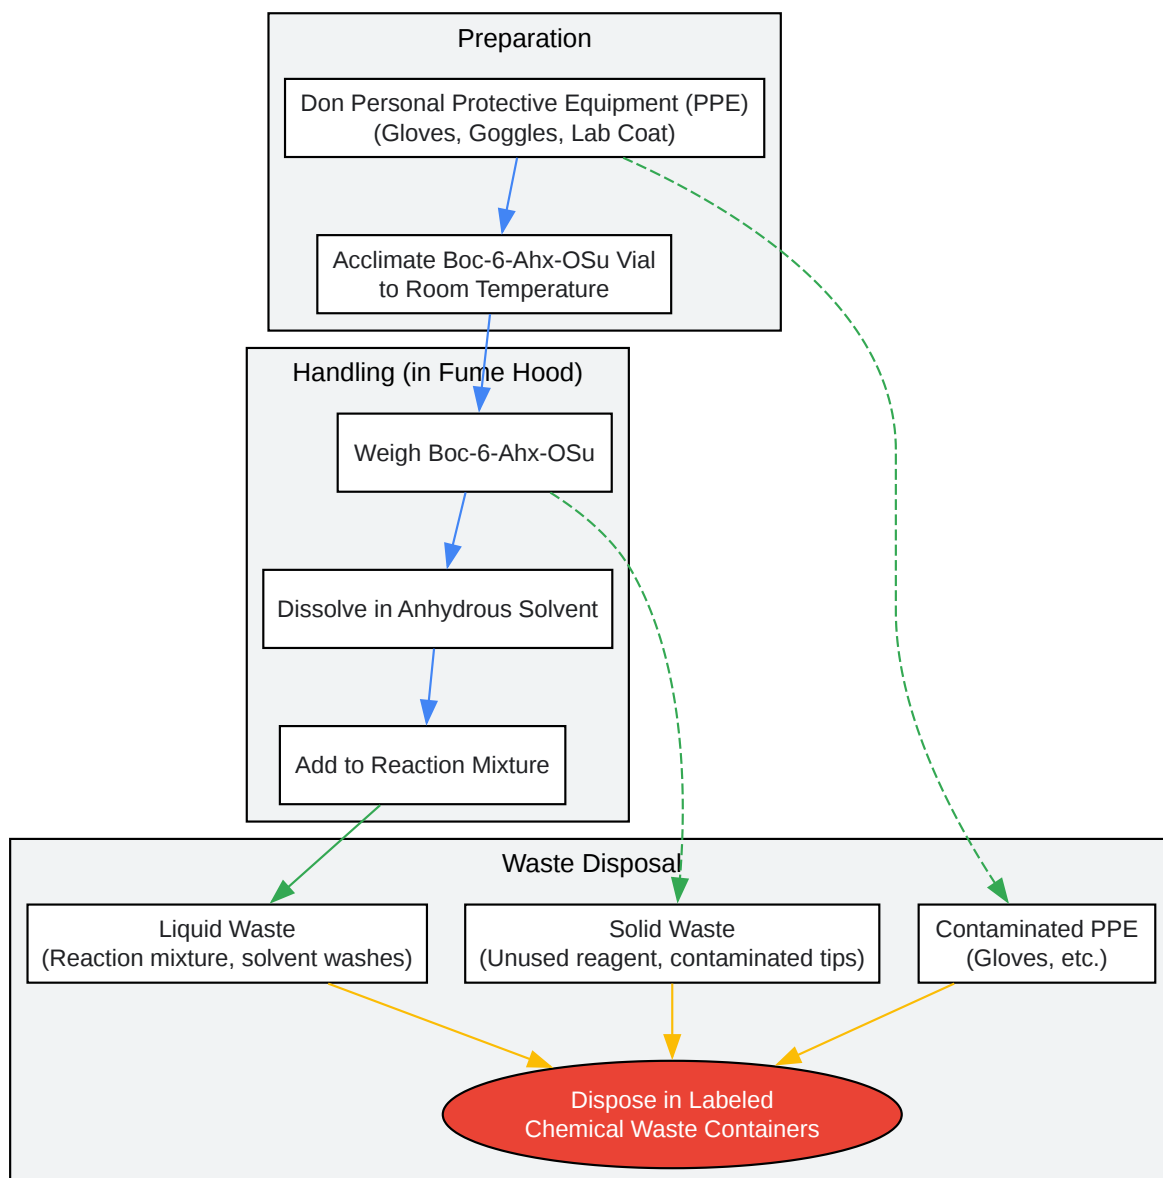 Preparation
Don Personal Protective Equipment (PPE)
(Gloves, Goggles, Lab Coat)
Acclimate Boc-6-Ahx-OSu Vial
to Room Temperature
Handling (in Fume Hood)
Weigh Boc-6-Ahx-OSu
Dissolve in Anhydrous Solvent
Add to Reaction Mixture
Waste Disposal
Liquid Waste
(Reaction mixture, solvent washes)
Solid Waste
(Unused reagent, contaminated tips)
Contaminated PPE
(Gloves, etc.)
Dispose in Labeled
Chemical Waste Containers